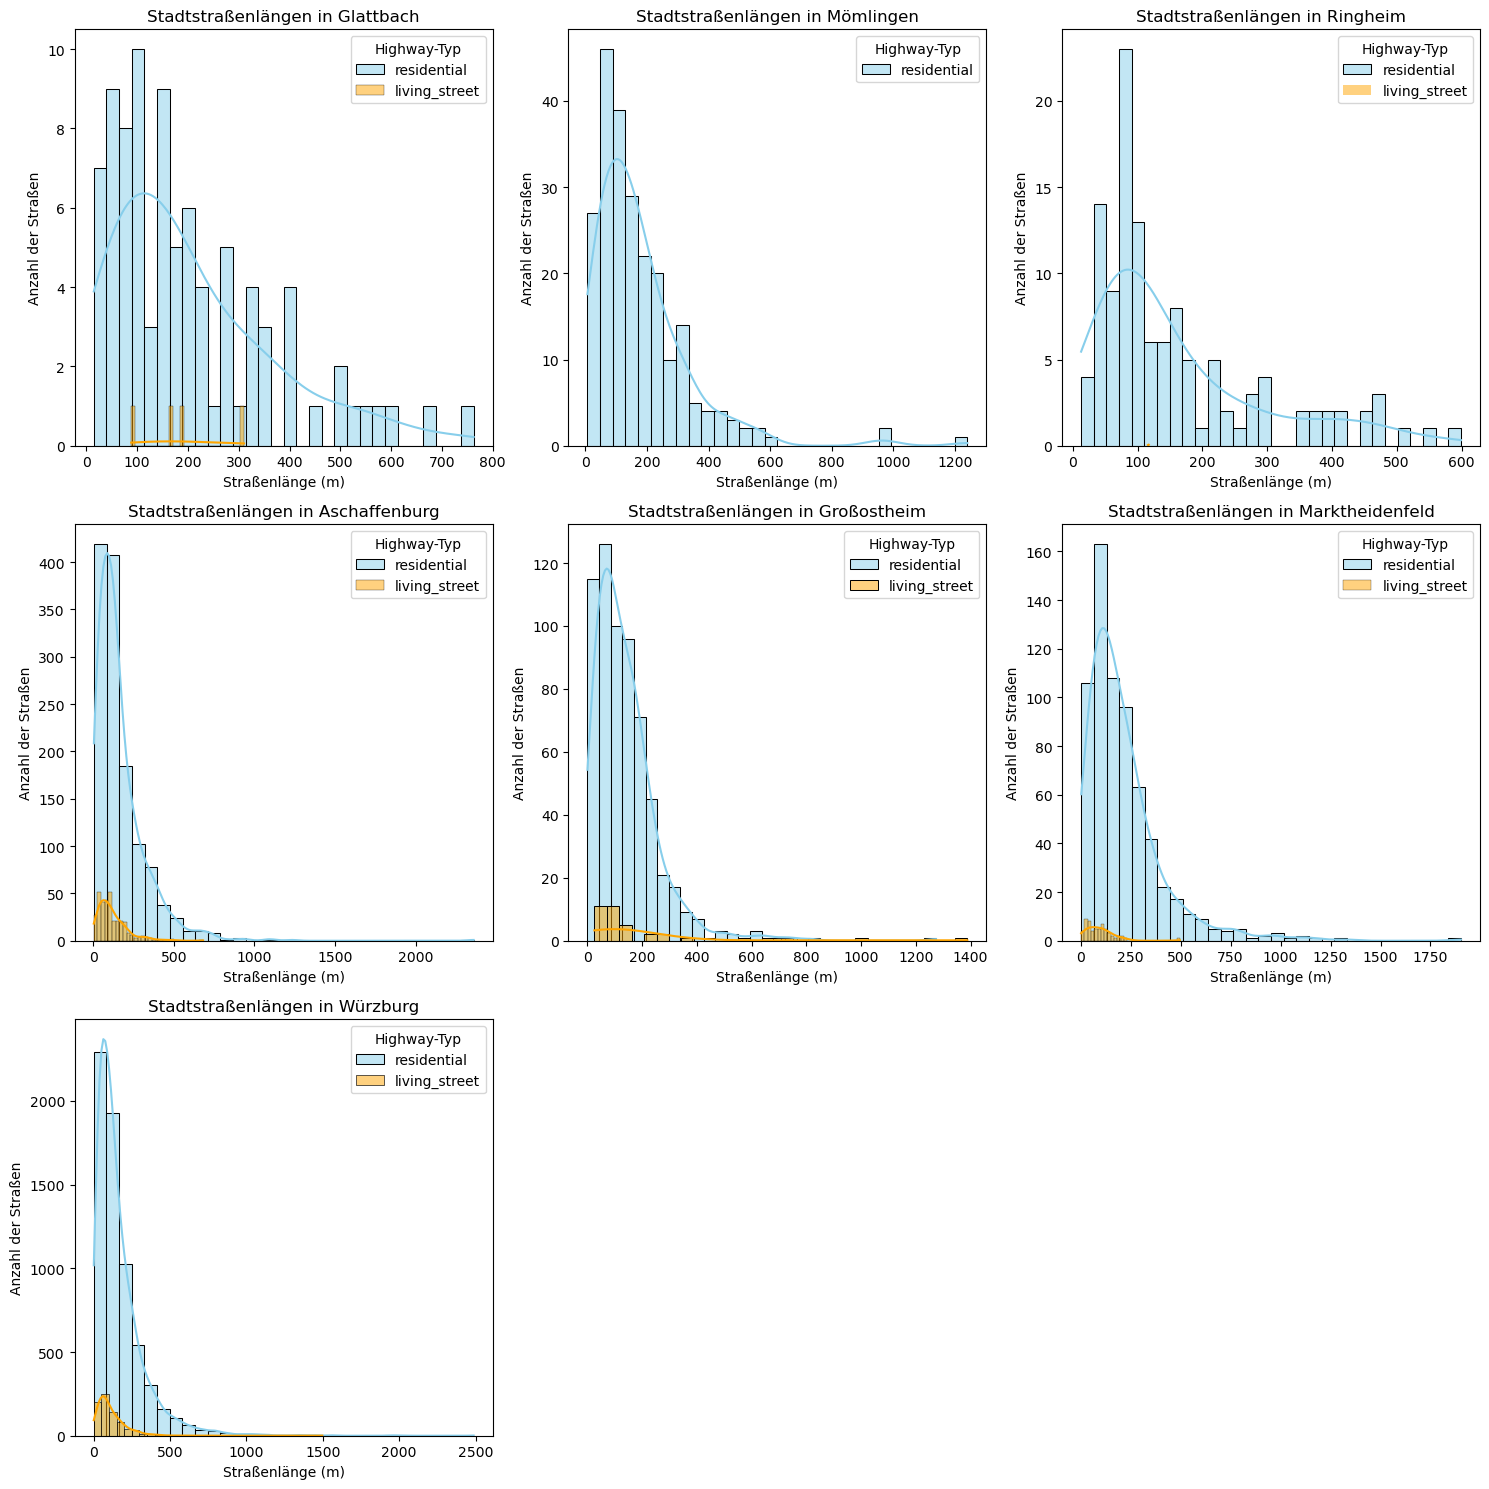 Stadtstraßenlängen in Glattbach
Highway-Typ
residential
living_street
Anzahl der Straßen
10
8
6
4
2
0
0 100 200 300 400 500 600 700 800
Straßenlänge (m)
Stadtstraßenlängen in Mömlingen
Highway-Typ
residential
Anzahl der Straßen
40
30
20
10
0
0 200 400 600 800 1000 1200
Straßenlänge (m)
Stadtstraßenlängen in Ringheim
Highway-Typ
residential
living_street
Anzahl der Straßen
20
15
10
5
0
0 100 200 300 400 500 600
Straßenlänge (m)
Stadtstraßenlängen in Aschaffenburg
Highway-Typ
residential
living_street
Anzahl der Straßen
400
350
300
250
200
150
100
50
0
0 500 1000 1500 2000
Straßenlänge (m)
Stadtstraßenlängen in Großostheim
Highway-Typ
residential
living_street
Anzahl der Straßen
120
100
80
60
40
20
0
0 200 400 600 800 1000 1200 1400
Straßenlänge (m)
Stadtstraßenlängen in Marktheidenfeld
Highway-Typ
residential
living_street
Anzahl der Straßen
160
140
120
100
80
60
40
20
0
0 250 500 750 1000 1250 1500 1750
Straßenlänge (m)
Stadtstraßenlängen in Würzburg
Highway-Typ
residential
living_street
Anzahl der Straßen
2000
1500
1000
500
0
0 500 1000 1500 2000 2500
Straßenlänge (m)